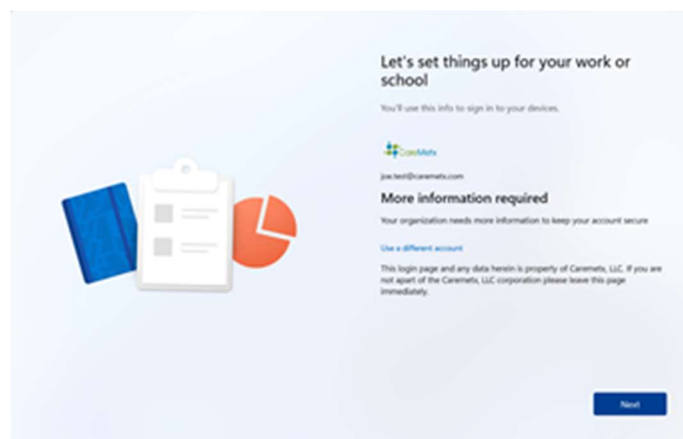 Let's set things up for your work or
school
You'll use this info to sign in to your devices.
CareMetx
joe.test@caremetx.com
More information required
Your organization needs more information to keep your account secure
Use a different account
This login page and any data herein is property of Caremetx, LLC. If you are
not apart of the Caremetx, LLC corporation please leave this page
immediately.
Next